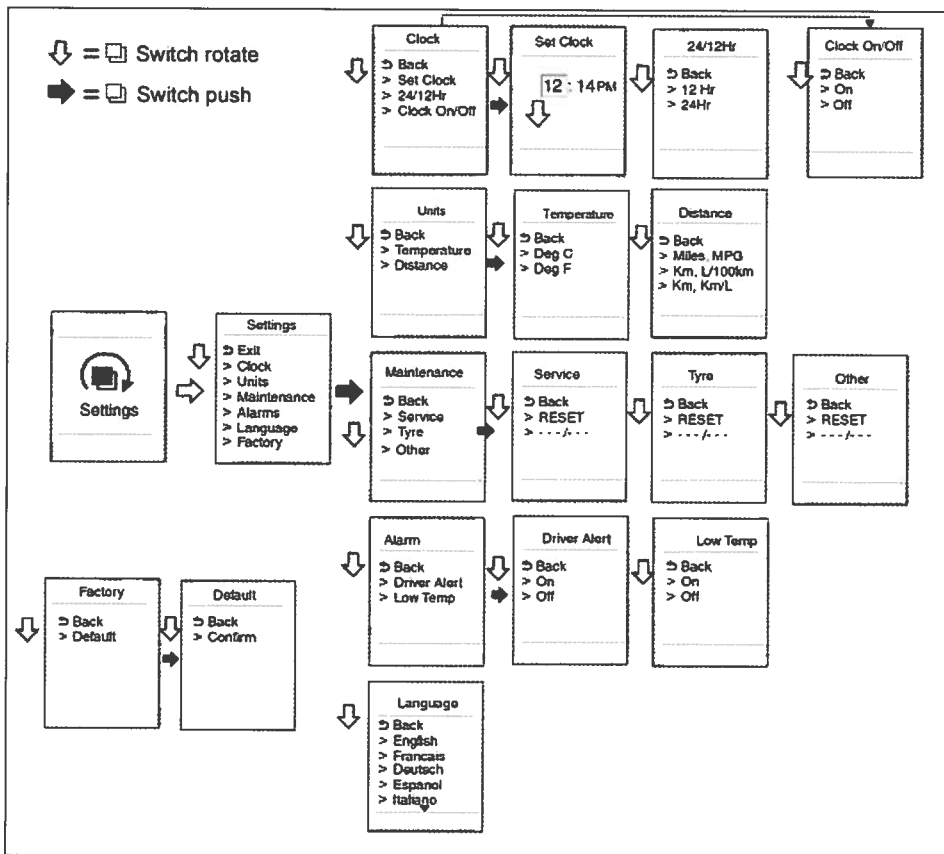 = Switch rotate
= Switch push
Clock
Back
> Set Clock
> 24/12Hr
> Clock On/Off
Set Clock
12 : 14 PM
24/12Hr
Back
> 12 Hr
> 24Hr
Clock On/Off
Back
> On
> Off
Units
Back
> Temperature
> Distance
Temperature
Back
> Deg C
> Deg F
Distance
Back
> Miles, MPG
> Km, L/100km
> Km, Km/L
Settings
Settings
Exit
> Clock
> Units
> Maintenance
> Alarms
> Language
> Factory
Maintenance
Back
> Service
> Tyre
> Other
Service
Back
> RESET
> - - -/- - -
Tyre
Back
> RESET
> - - -/- - -
Other
Back
> RESET
> - - -/- - -
Alarm
Back
> Driver Alert
> Low Temp
Driver Alert
Back
> On
> Off
Low Temp
Back
> On
> Off
Factory
Back
> Default
Default
Back
> Confirm
Language
Back
> English
> Francais
> Deutsch
> Espanol
> Italiano